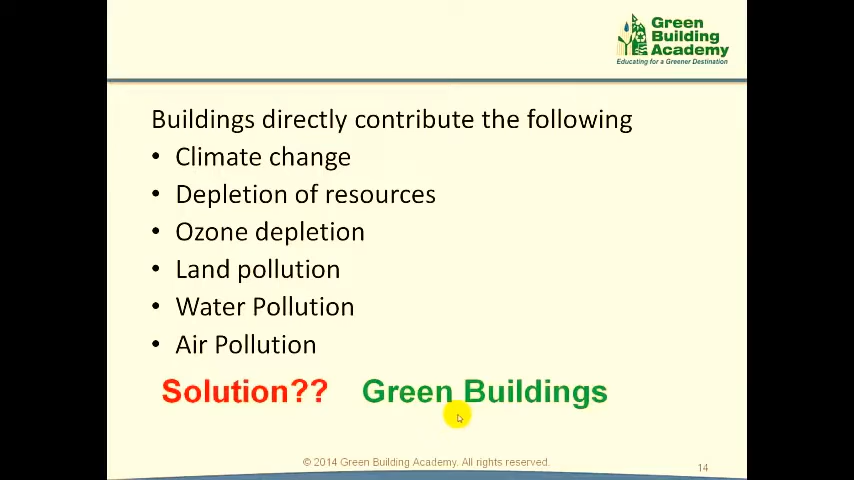 Green
Building
Academy
Educating for a Greener Destination
Buildings directly contribute the following
• Climate change
• Depletion of resources
• Ozone depletion
• Land pollution
• Water Pollution
• Air Pollution
Solution?? Green Buildings
© 2014 Green Building Academy. All rights reserved.
14